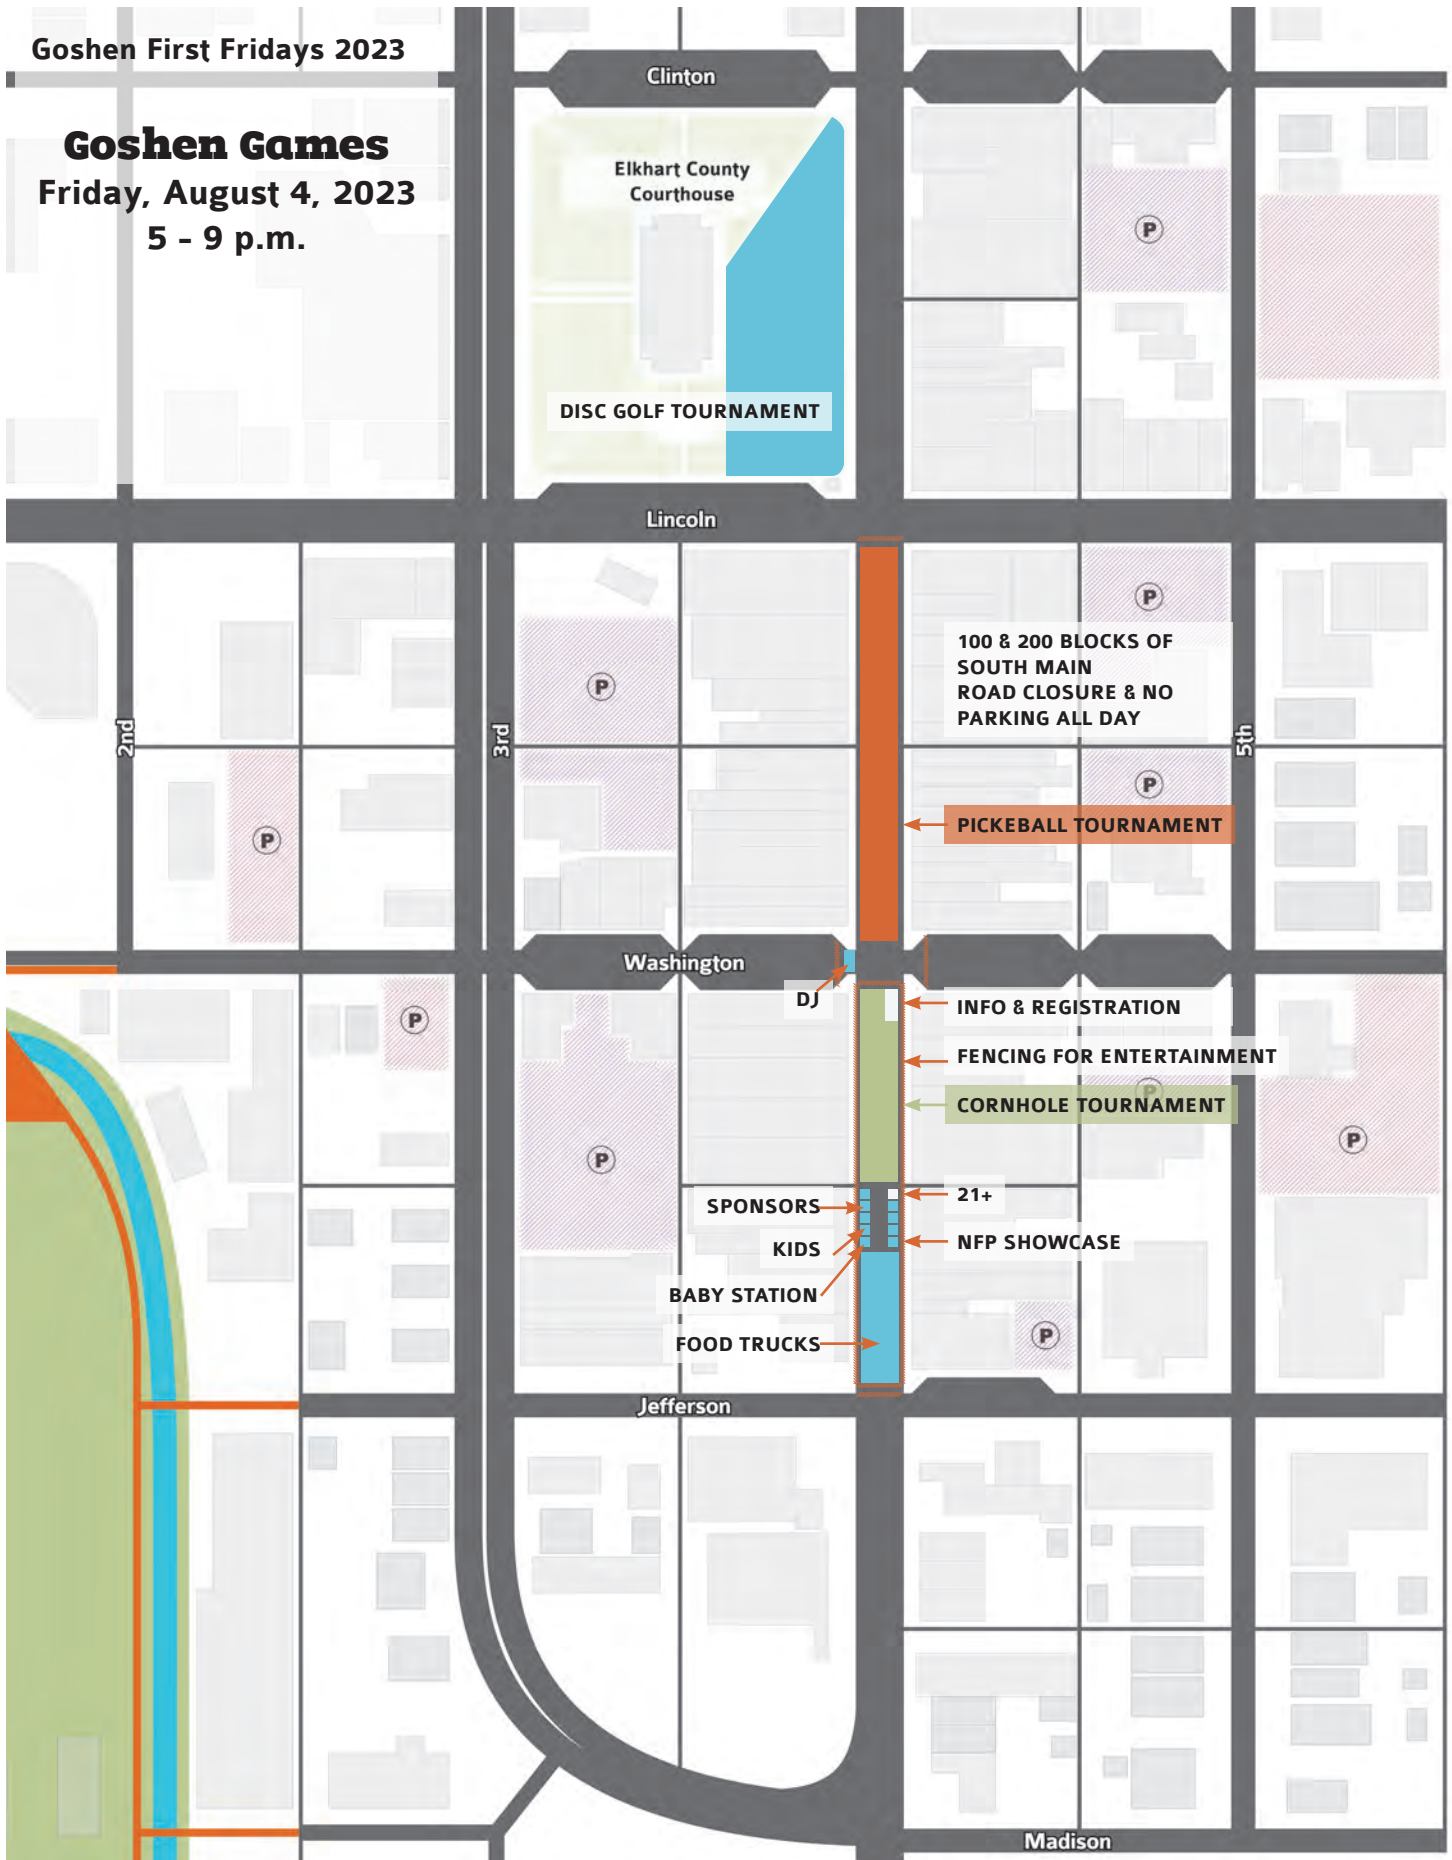 Goshen First Fridays 2023
Goshen Games
Friday, August 4, 2023
5 – 9 p.m.
Clinton
Elkhart County
Courthouse
P
DISC GOLF TOURNAMENT
Lincoln
P
100 & 200 BLOCKS OF
SOUTH MAIN
ROAD CLOSURE & NO
PARKING ALL DAY
P
2nd
3rd
5th
P
P
PICKEBALL TOURNAMENT
Washington
DJ
INFO & REGISTRATION
P
FENCING FOR ENTERTAINMENT
P
CORNHOLE TOURNAMENT
P
P
21+
SPONSORS
NFP SHOWCASE
KIDS
BABY STATION
P
FOOD TRUCKS
Jefferson
Madison